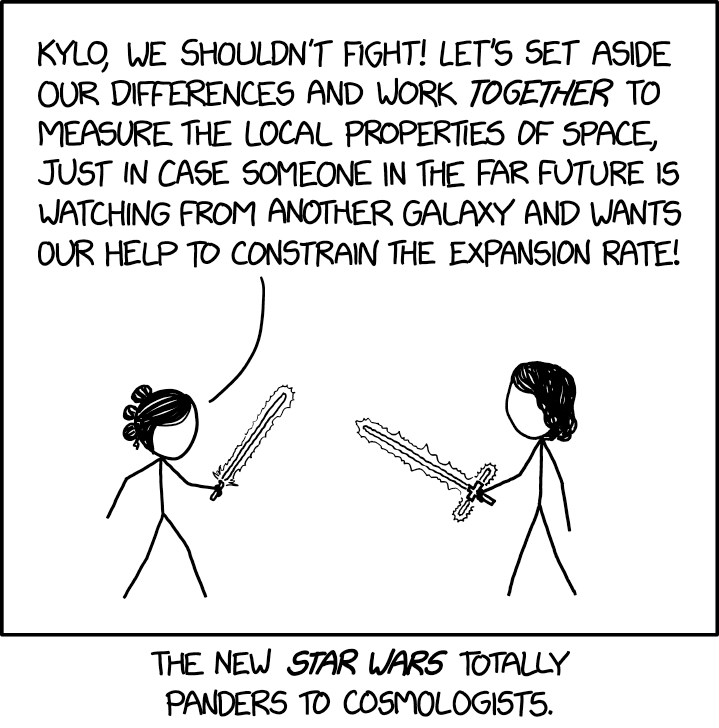 KYLO, WE SHOULDN'T FIGHT! LET'S SET ASIDE
OUR DIFFERENCES AND WORK TOGETHER TO
MEASURE THE LOCAL PROPERTIES OF SPACE,
JUST IN CASE SOMEONE IN THE FAR FUTURE IS
WATCHING FROM ANOTHER GALAXY AND WANTS
OUR HELP TO CONSTRAIN THE EXPANSION RATE!
THE NEW STAR WARS TOTALLY
PANDERS TO COSMOLOGISTS.